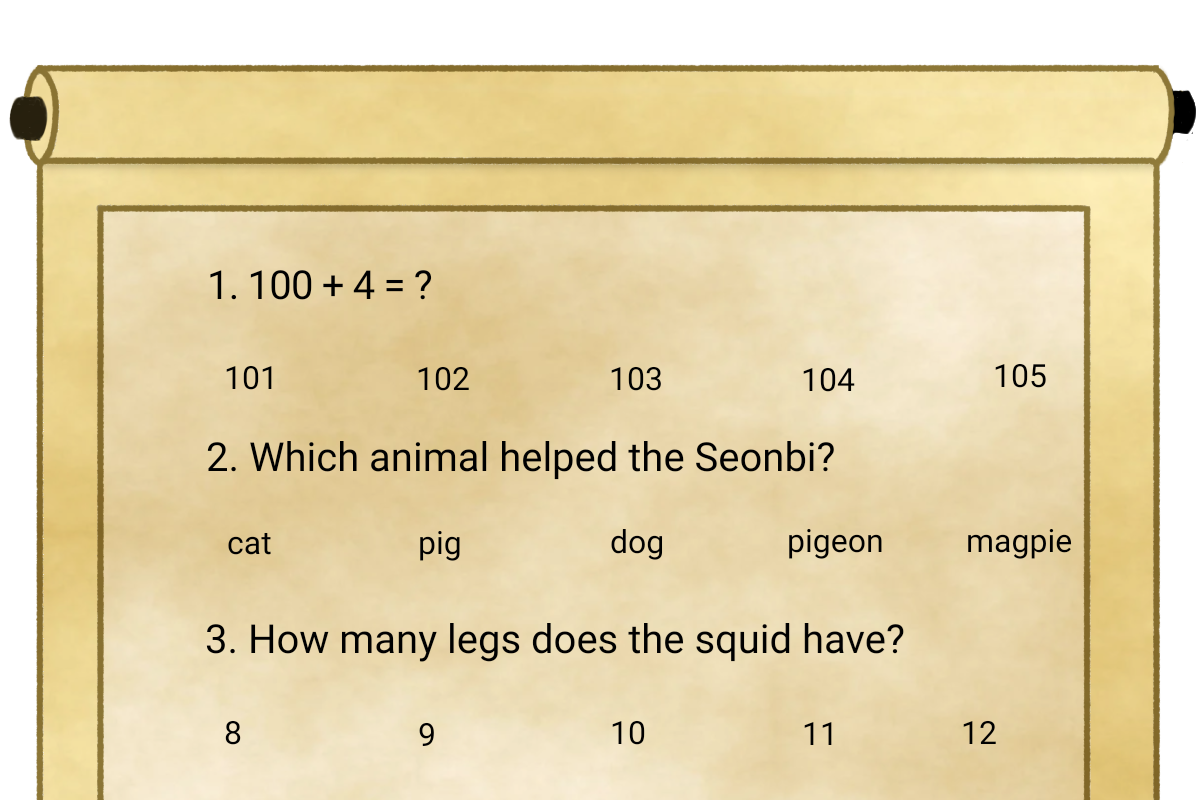 1. 100 + 4 = ?
101 102 103 104 105
2. Which animal helped the Seonbi?
cat pig dog pigeon magpie
3. How many legs does the squid have?
8 9 10 11 12